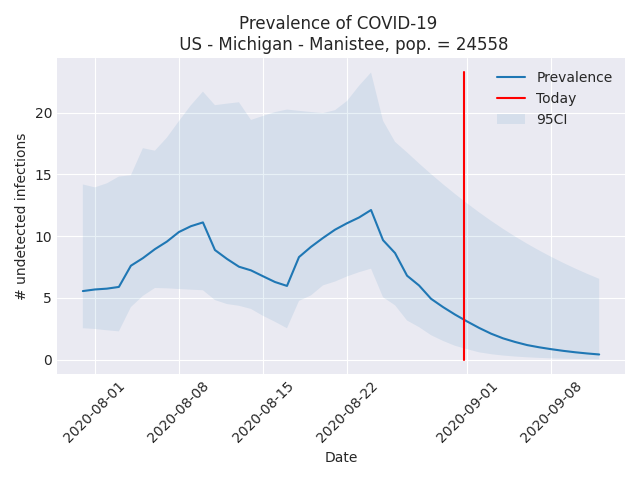 Prevalence of COVID-19
US - Michigan - Manistee, pop. = 24558
Prevalence
Today
95CI
# undetected infections
20
15
10
5
0
2020-08-01
2020-08-08
2020-08-15
2020-08-22
2020-09-01
2020-09-08
Date